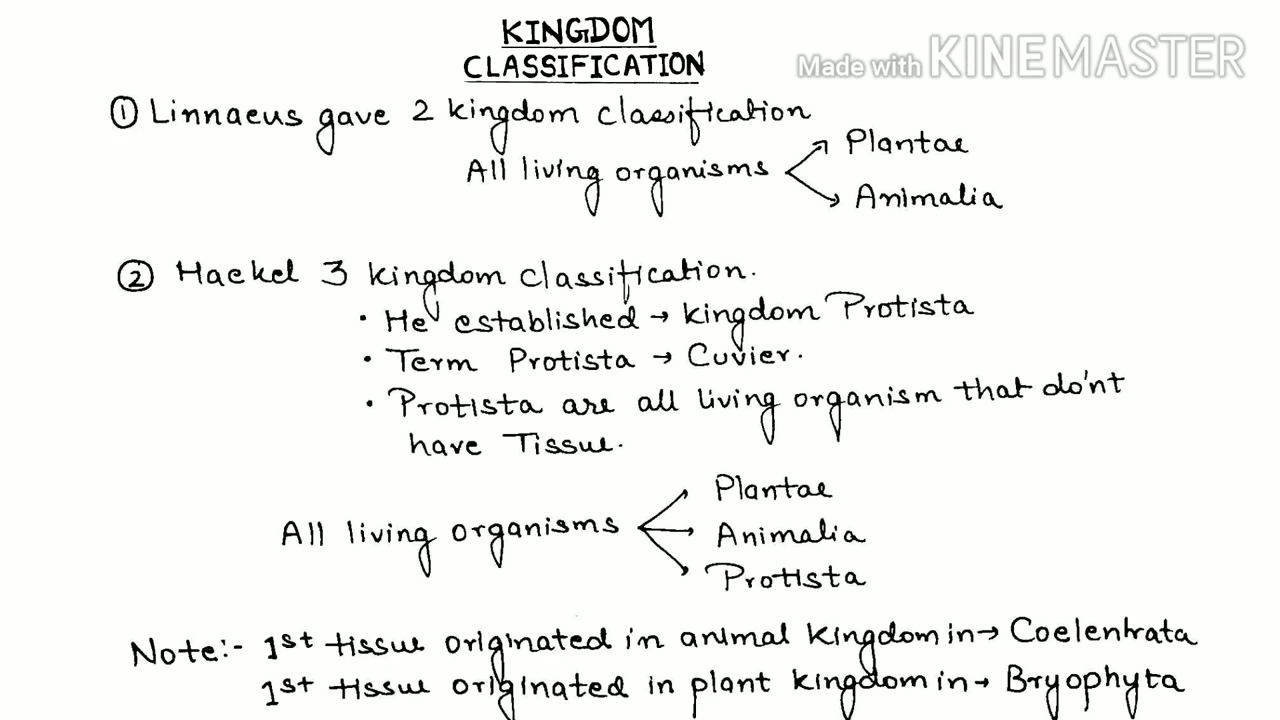 KINGDOM
CLASSIFICATION
Made with KINEMASTER
① Linnaeus gave 2 kingdom classification
All living organisms
Plantae
Animalia
② Haekel 3 kingdom classification.
• He established → kingdom Protista
• Term Protista → Cuvier.
• Protista are all living organism that do'nt
have Tissue.
All living organisms
Plantae
Animalia
Protista
Note:- 1st tissue originated in animal kingdom in → Coelentrata
1st tissue originated in plant kingdom in → Bryophyta